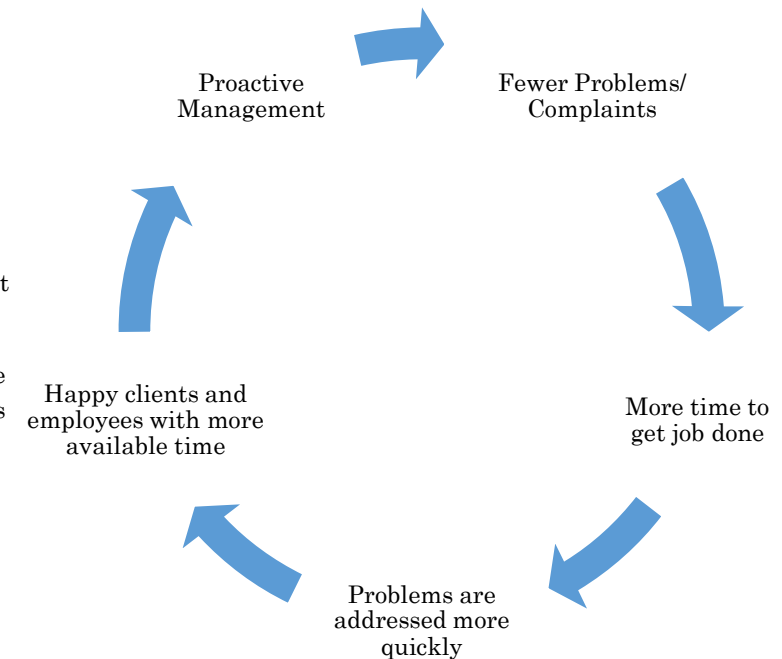 Proactive
Management
Fewer Problems/
Complaints
More time to
get job done
Problems are
addressed more
quickly
Happy clients and
employees with more
available time
t
e
s